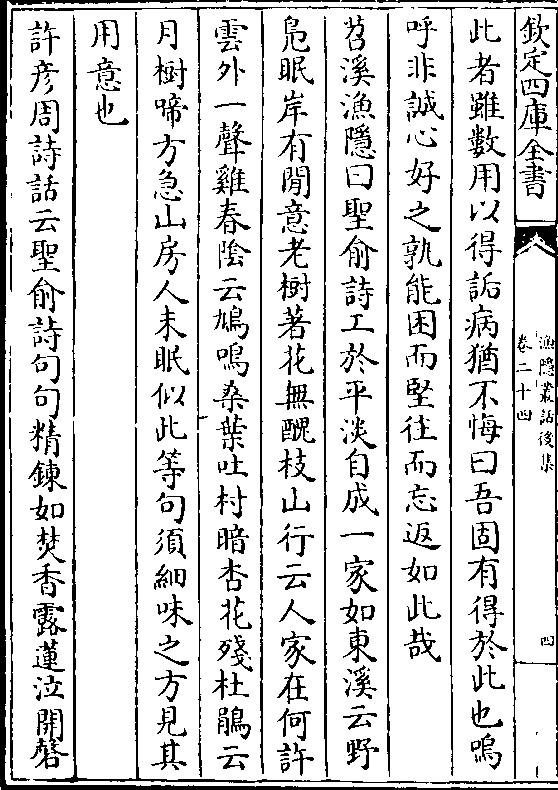 欽定四庫全書
漁隱叢話後集
卷二十四
四
此者雖數用以得詬病猶不悔曰吾固有得於此也嗚
呼非誠心好之孰能困而堅往而忘返如此哉
苕溪漁隱曰聖俞詩工於平淡自成一家如東溪云野
鳧眠岸有閒意老樹著花無醜枝山行云人家在何許
雲外一聲雞春陰云鳩鳴桑葉吐村暗杏花殘杜鵑云
月樹啼方急山房人未眠似此等句須細味之方見其
用意也
許彦周詩話云聖俞詩句句精鍊如焚香露蓮泣開磬